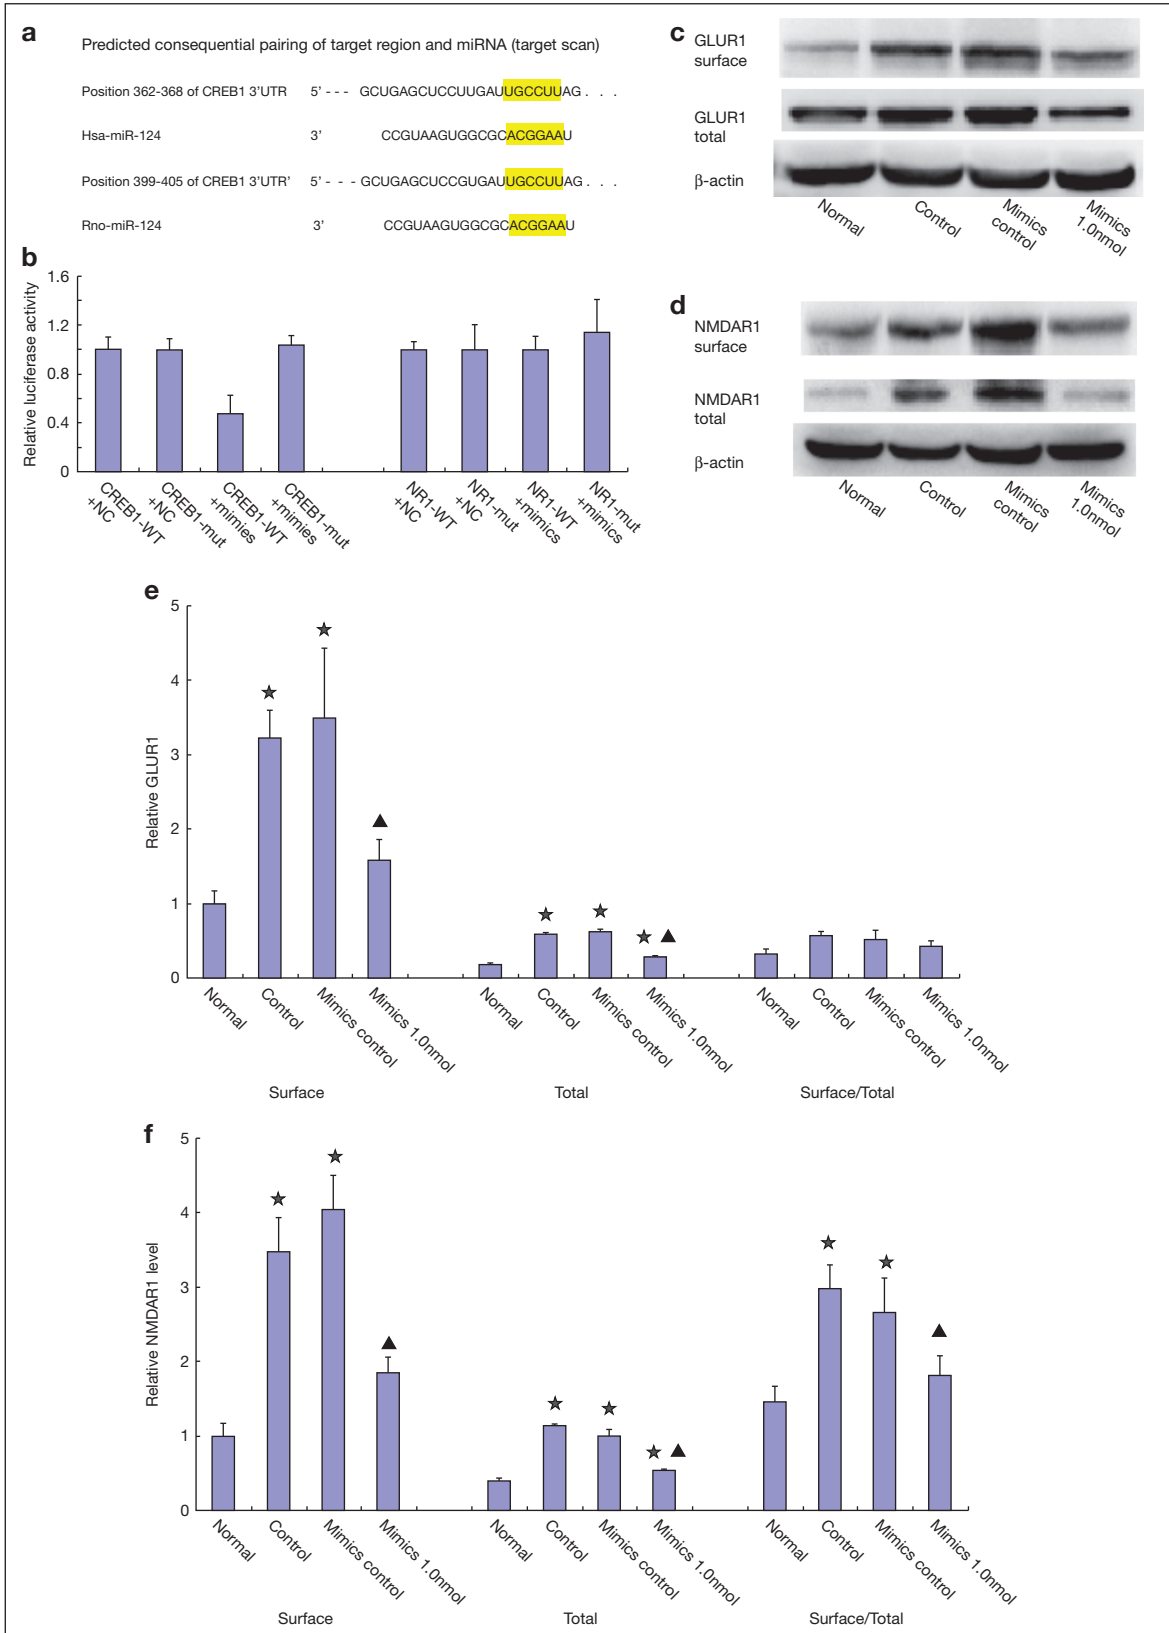 a
Predicted consequential pairing of target region and miRNA (target scan)
Position 362-368 of CREB1 3'UTR 5' - - - GCUGAGCUCCUUGAUUGCCUUAG . . .
Hsa-miR-124 3' CCGUAAGUGGCGCACGGAAU
Position 399-405 of CREB1 3'UTR' 5' - - - GCUGAGCUCCGUGAUUGCCUUAG . . .
Rno-miR-124 3' CCGUAAGUGGCGCACGGAAU
b
Relative luciferase activity
1.6
1.2
0.8
0.4
0
CREB1-WT
+NC
CREB1-mut
+NC
CREB1-WT
+mimies
CREB1-mut
+mimics
NR1-WT
+NC
NR1-mut
+NC
NR1-WT
+mimics
NR1-mut
+mimics
c
GLUR1
surface
GLUR1
total
β-actin
Normal
Control
Mimics
control
Mimics
1.0nmol
d
NMDAR1
surface
NMDAR1
total
β-actin
Normal
Control
Mimics
control
Mimics
1.0nmol
e
Relative GLUR1
5
4
3
2
1
0
Normal
Control
Mimics control
Mimics 1.0nmol
Normal
Control
Mimics control
Mimics 1.0nmol
Normal
Control
Mimics control
Mimics 1.0nmol
Surface
Total
Surface/Total
f
Relative NMDAR1 level
5
4
3
2
1
0
Normal
Control
Mimics control
Mimics 1.0nmol
Normal
Control
Mimics control
Mimics 1.0nmol
Normal
Control
Mimics control
Mimics 1.0nmol
Surface
Total
Surface/Total